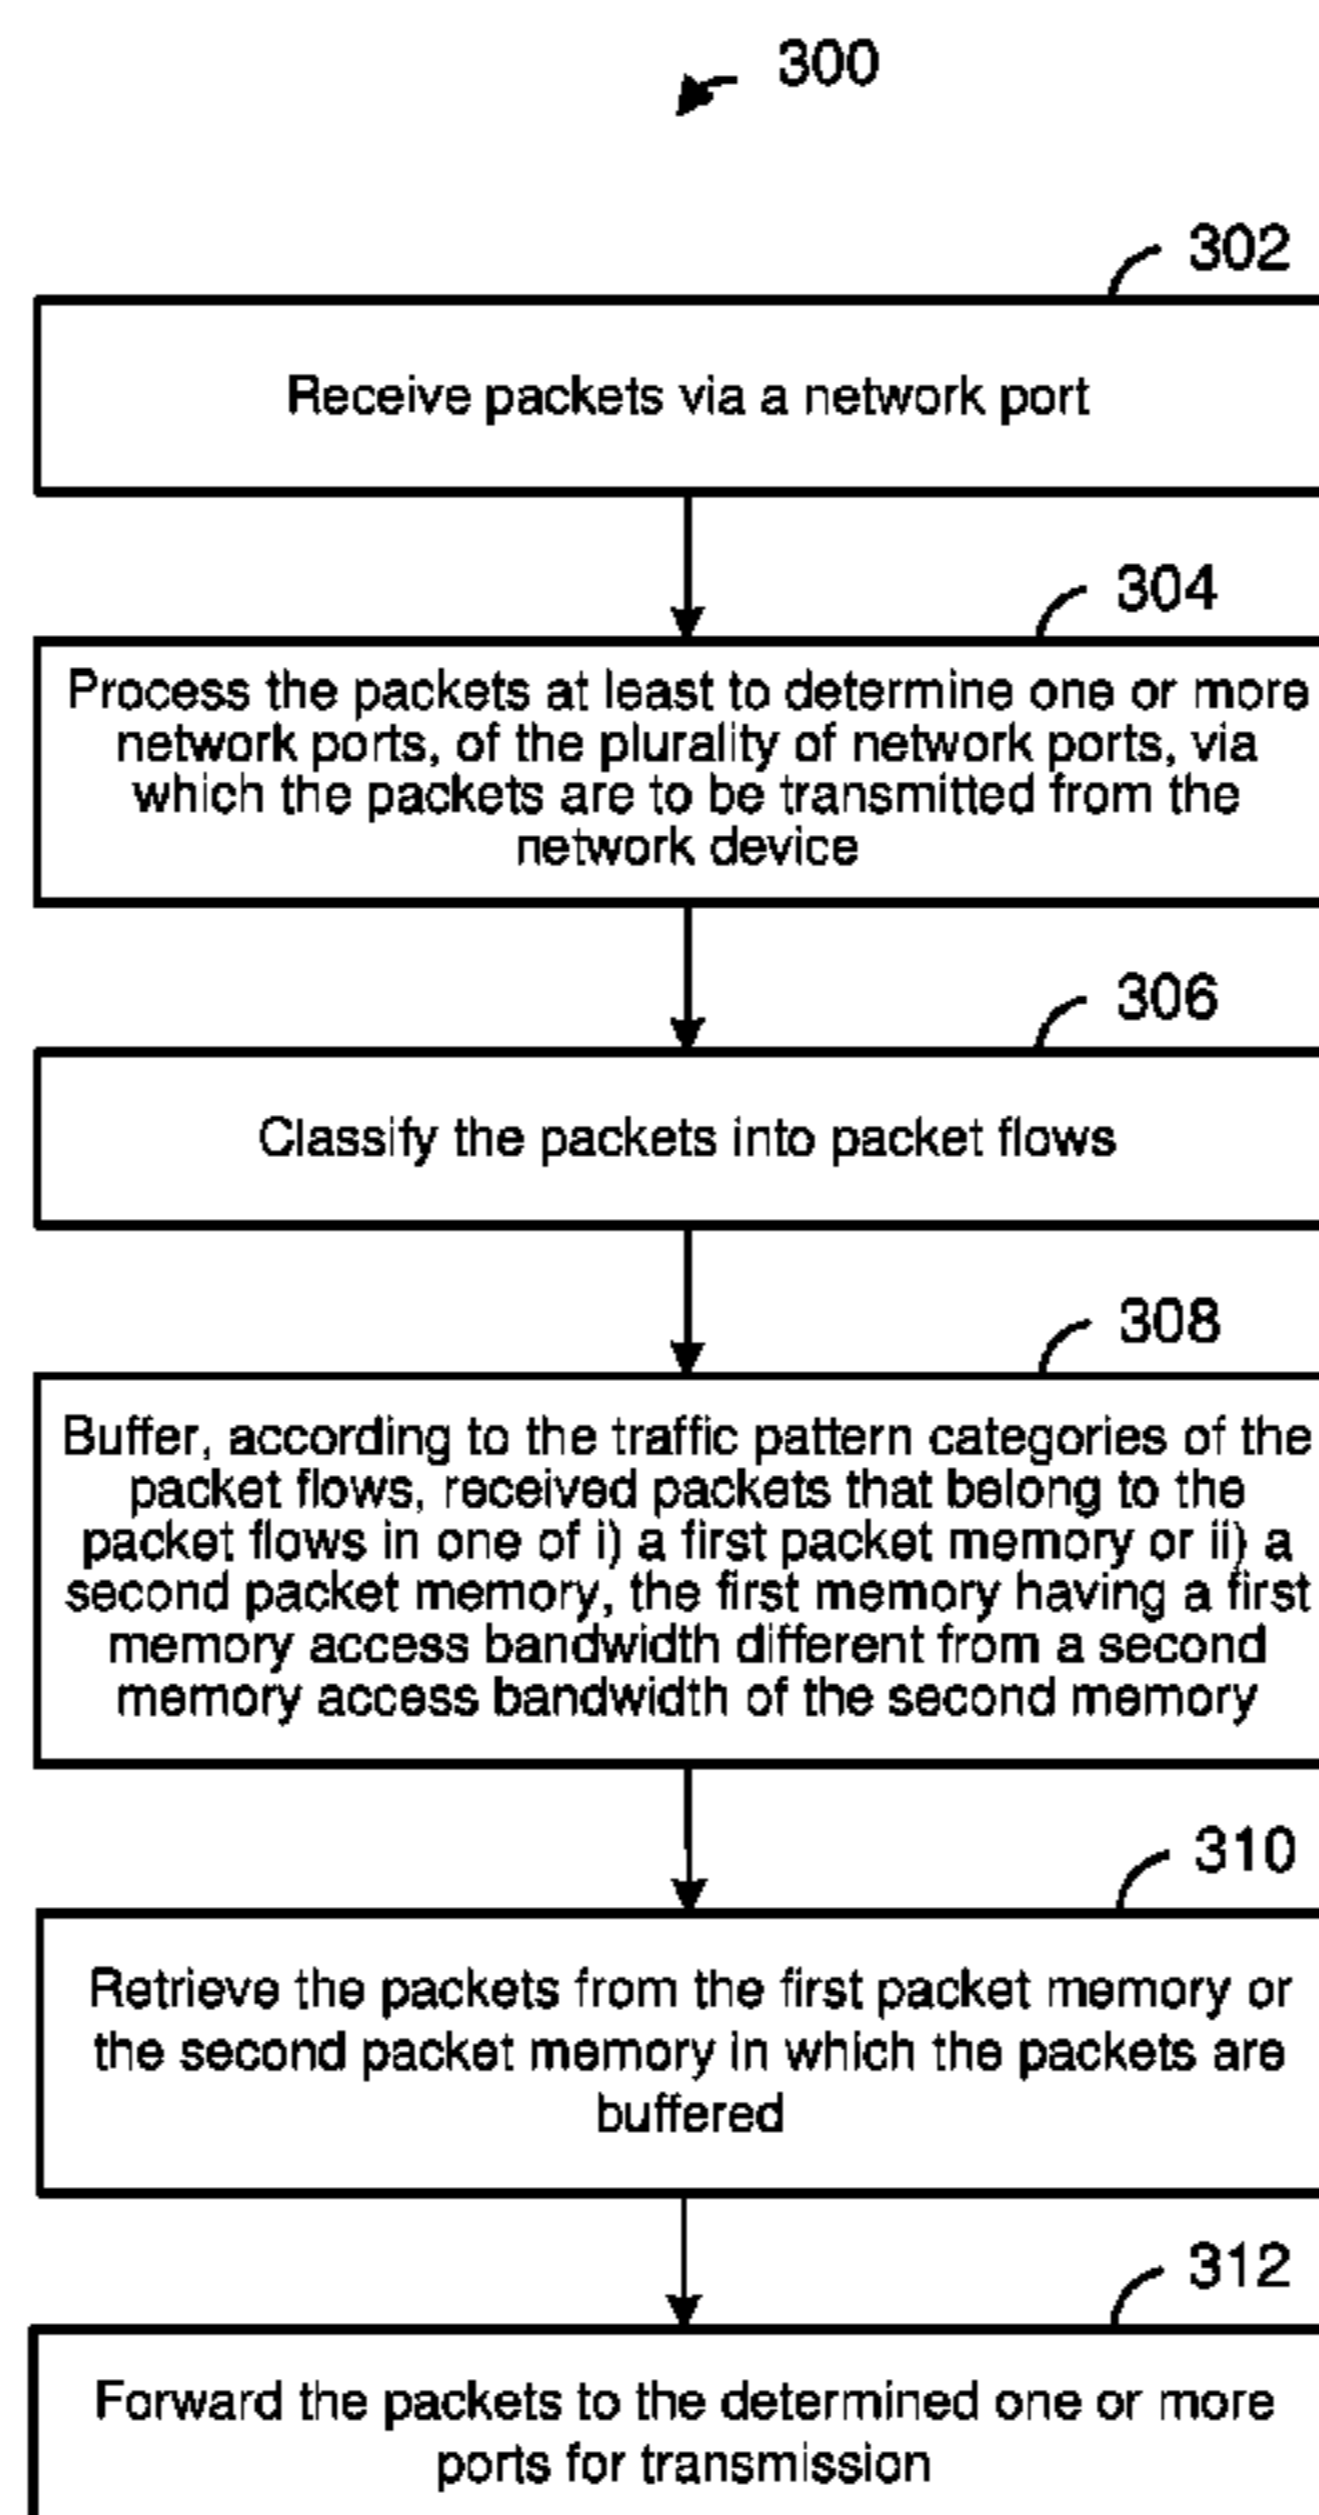 300
302
Receive packets via a network port
304
Process the packets at least to determine one or more
network ports, of the plurality of network ports, via
which the packets are to be transmitted from the
network device
306
Classify the packets into packet flows
308
Buffer, according to the traffic pattern categories of the
packet flows, received packets that belong to the
packet flows in one of i) a first packet memory or ii) a
second packet memory, the first memory having a first
memory access bandwidth different from a second
memory access bandwidth of the second memory
310
Retrieve the packets from the first packet memory or
the second packet memory in which the packets are
buffered
312
Forward the packets to the determined one or more
ports for transmission